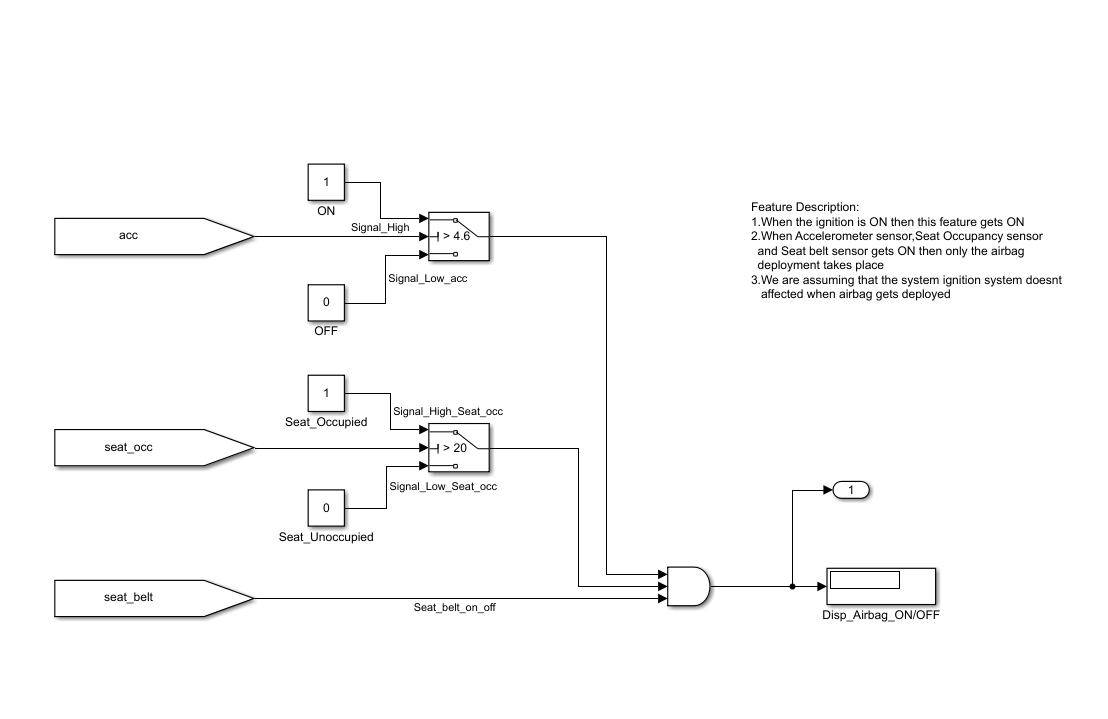 1
ON
Signal_High
acc
> 4.6
Signal_Low_acc
0
OFF
Feature Description:
1.When the ignition is ON then this feature gets ON
2.When Accelerometer sensor,Seat Occupancy sensor
and Seat belt sensor gets ON then only the airbag
deployment takes place
3.We are assuming that the system ignition system doesnt
affected when airbag gets deployed
1
Seat_Occupied
Signal_High_Seat_occ
seat_occ
> 20
Signal_Low_Seat_occ
0
Seat_Unoccupied
seat_belt
Seat_belt_on_off
1
Disp_Airbag_ON/OFF